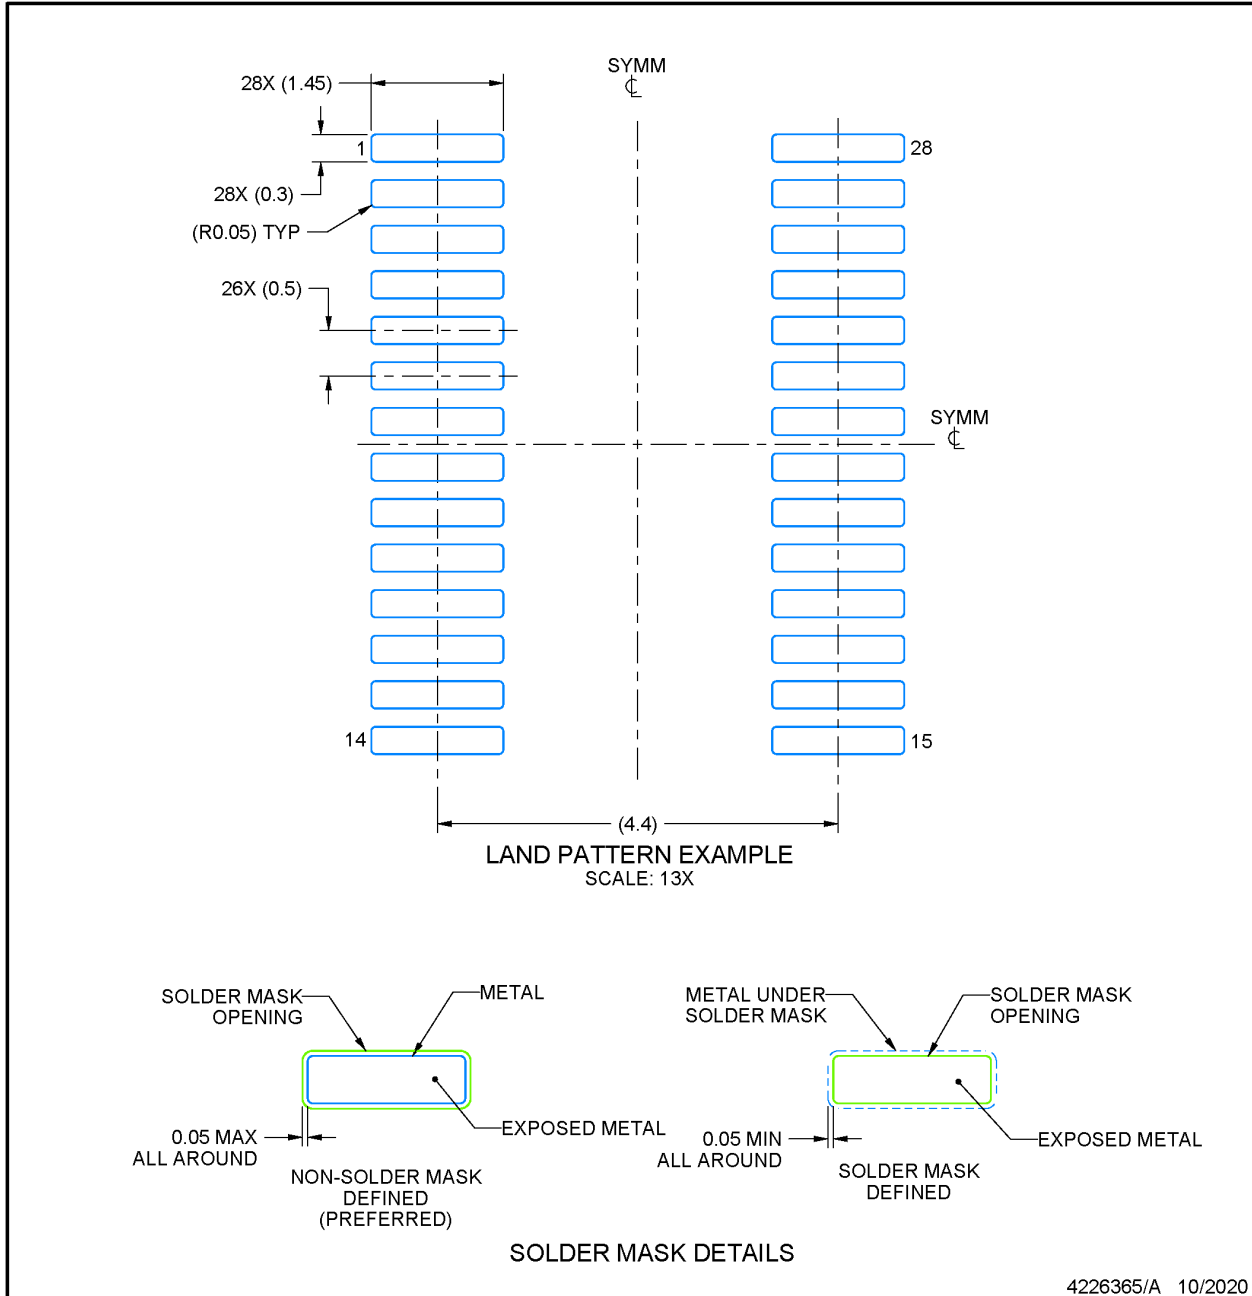 SYMM
℄
28X (1.45)
1
28
28X (0.3)
(R0.05) TYP
26X (0.5)
SYMM
℄
14
15
(4.4)
LAND PATTERN EXAMPLE
SCALE: 13X
SOLDER MASK
OPENING
METAL
EXPOSED METAL
0.05 MAX
ALL AROUND
NON-SOLDER MASK
DEFINED
(PREFERRED)
METAL UNDER
SOLDER MASK
SOLDER MASK
OPENING
EXPOSED METAL
0.05 MIN
ALL AROUND
SOLDER MASK
DEFINED
SOLDER MASK DETAILS
4226365/A 10/2020